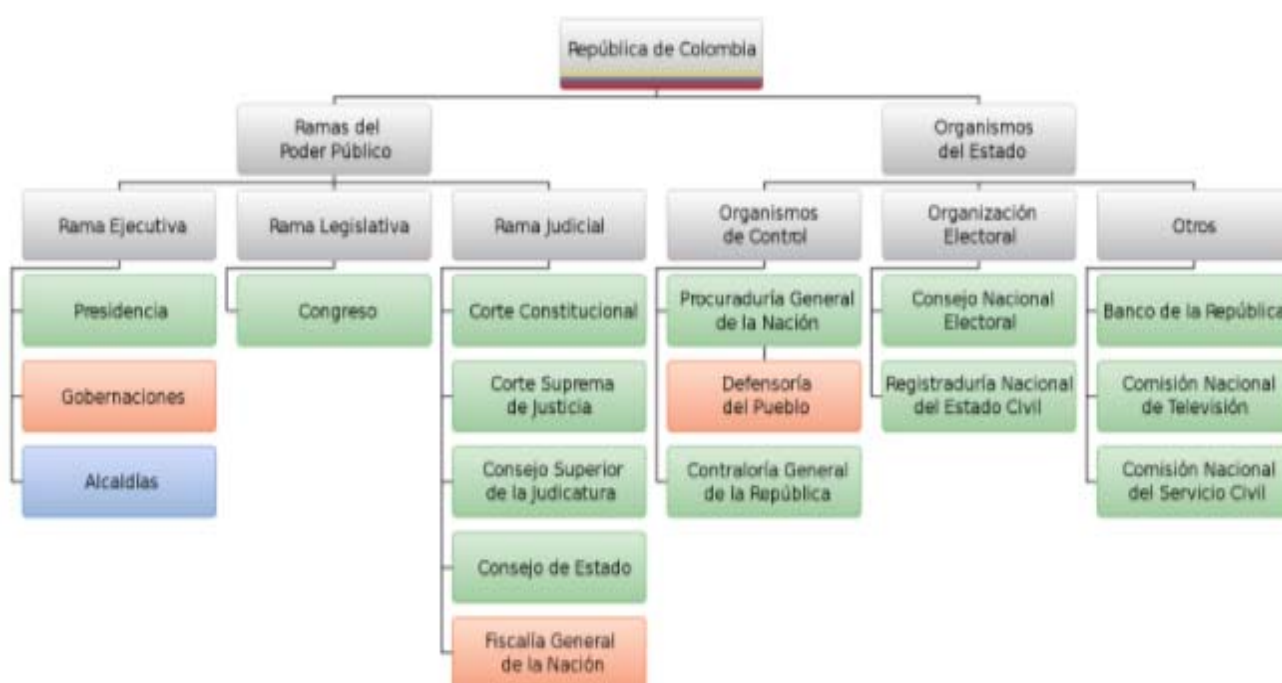 República de Colombia
Ramas del
Poder Público
Organismos
del Estado
Rama Ejecutiva
Rama Legislativa
Rama Judicial
Organismos
de Control
Organización
Electoral
Otros
Presidencia
Gobernaciones
Alcaldías
Congreso
Corte Constitucional
Corte Suprema
de Justicia
Consejo Superior
de la Judicatura
Consejo de Estado
Fiscalía General
de la Nación
Procuraduría General
de la Nación
Defensoría
del Pueblo
Contraloría General
de la República
Consejo Nacional
Electoral
Registraduría Nacional
del Estado Civil
Banco de la República
Comisión Nacional
de Televisión
Comisión Nacional
del Servicio Civil